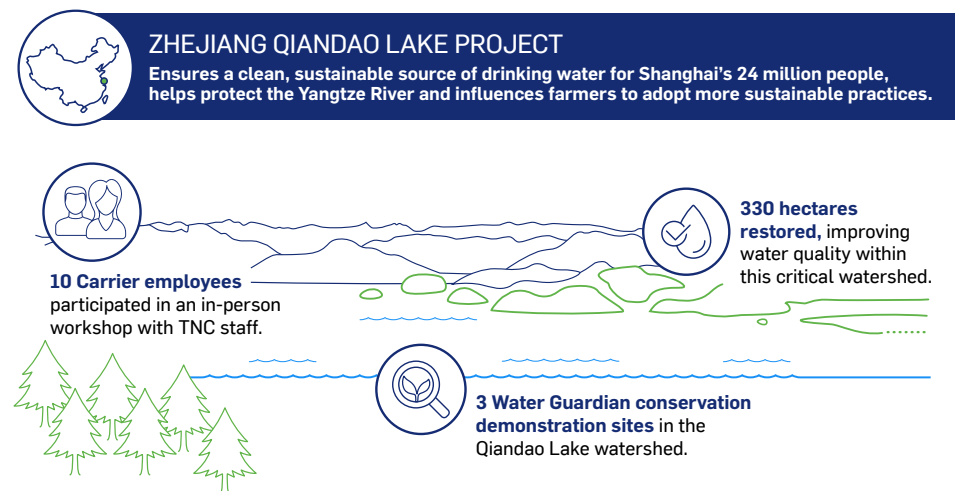 ZHEJIANG QIANDAO LAKE PROJECT
Ensures a clean, sustainable source of drinking water for Shanghai's 24 million people,
helps protect the Yangtze River and influences farmers to adopt more sustainable practices.
10 Carrier employees
participated in an in-person
workshop with TNC staff.
330 hectares
restored, improving
water quality within
this critical watershed.
3 Water Guardian conservation
demonstration sites in the
Qiandao Lake watershed.